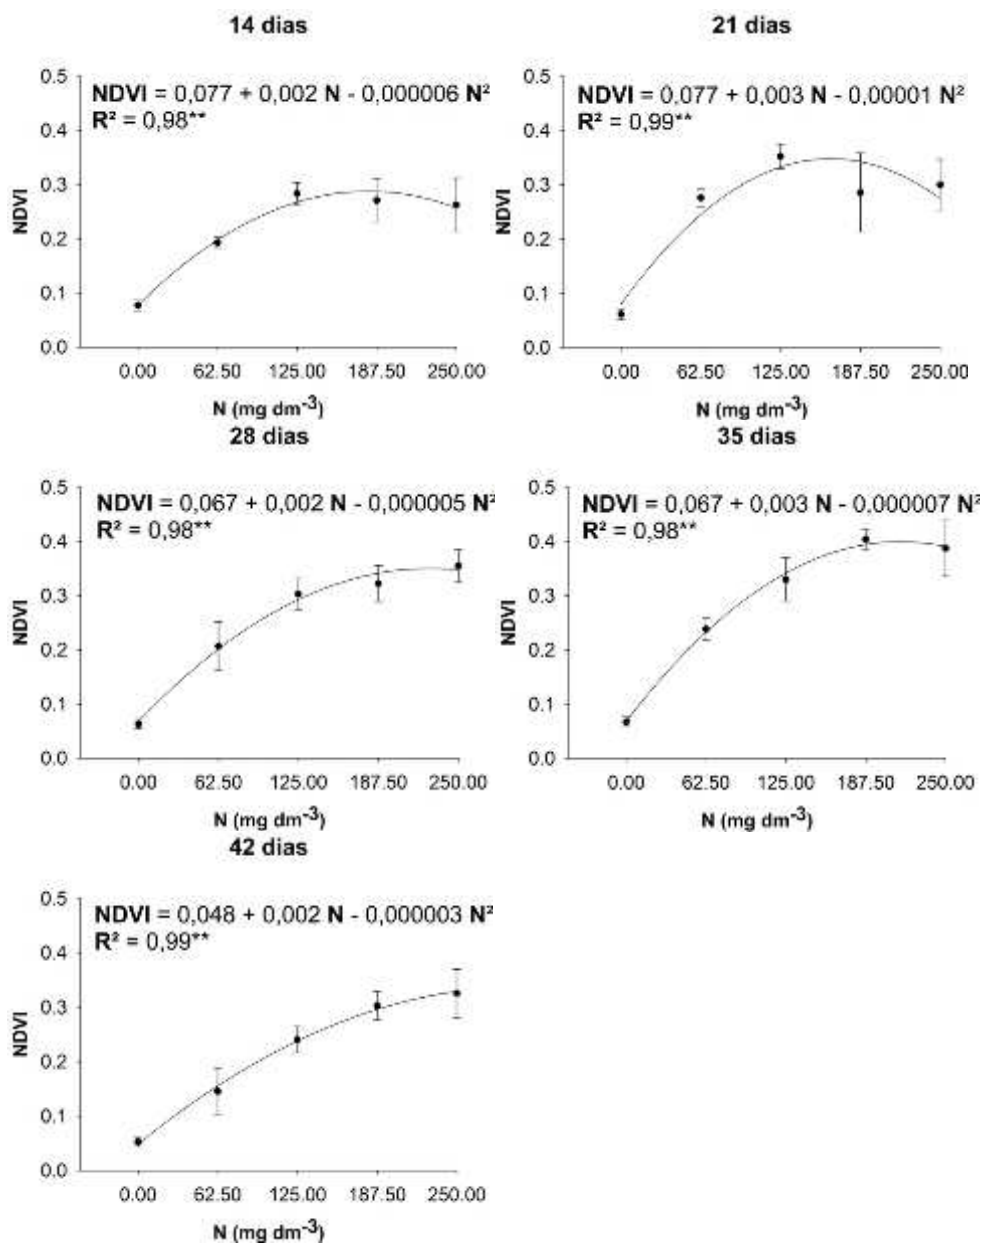 14 dias
NDVI = 0,077 + 0,002 N - 0,000006 N²
R² = 0,98**
0.5
0.4
0.3
0.2
0.1
0.0
NDVI
0.00 62.50 125.00 187.50 250.00
N (mg dm⁻³)
21 dias
NDVI = 0,077 + 0,003 N - 0,00001 N²
R² = 0,99**
0.5
0.4
0.3
0.2
0.1
0.0
NDVI
0.00 62.50 125.00 187.50 250.00
N (mg dm⁻³)
28 dias
NDVI = 0,067 + 0,002 N - 0,000005 N²
R² = 0,98**
0.5
0.4
0.3
0.2
0.1
0.0
NDVI
0.00 62.50 125.00 187.50 250.00
N (mg dm⁻³)
35 dias
NDVI = 0,067 + 0,003 N - 0,000007 N²
R² = 0,98**
0.5
0.4
0.3
0.2
0.1
0.0
NDVI
0.00 62.50 125.00 187.50 250.00
N (mg dm⁻³)
42 dias
NDVI = 0,048 + 0,002 N - 0,000003 N²
R² = 0,99**
0.5
0.4
0.3
0.2
0.1
0.0
NDVI
0.00 62.50 125.00 187.50 250.00
N (mg dm⁻³)